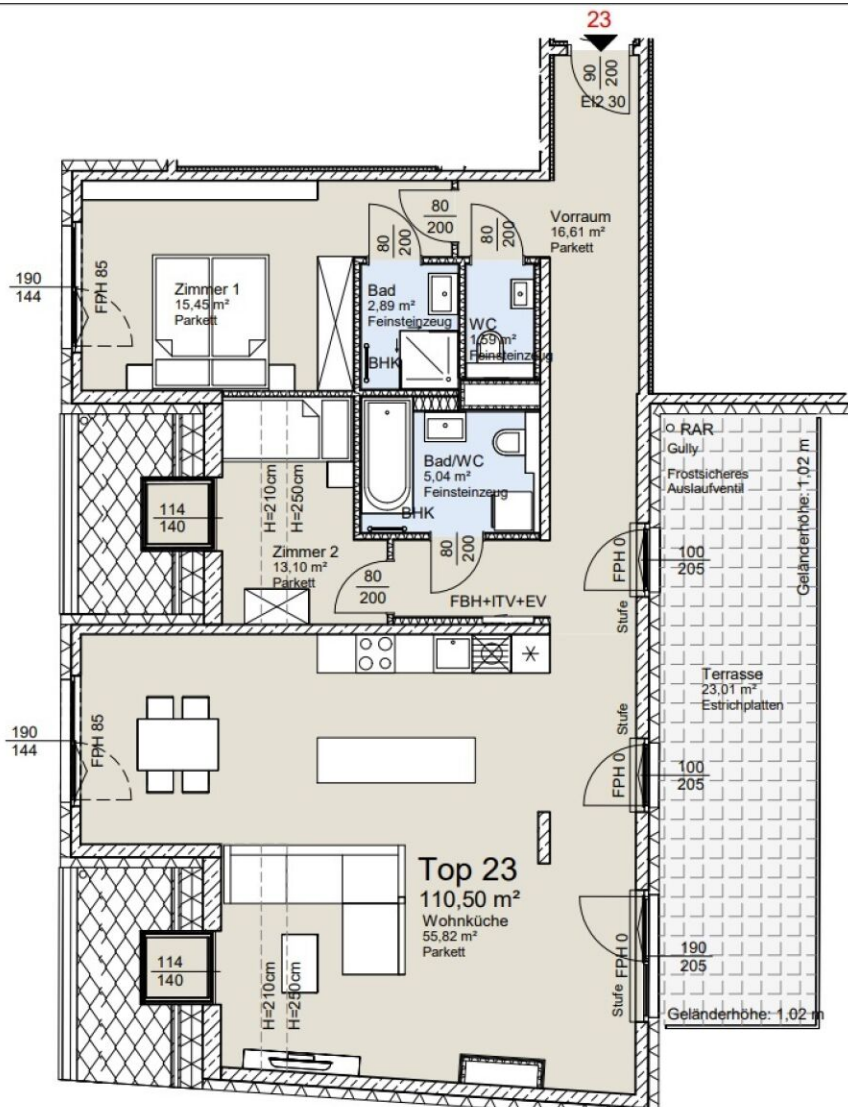 23
90
200
EI2 30
80
200
Vorraum
16,61 m²
Parkett
80
200
80
200
190
144
FPH 85
Zimmer 1
15,45 m²
Parkett
Bad
2,89 m²
Feinsteinzeug
WC
1,59 m²
Feinsteinzeug
BHK
RAR
Gully
Frostsicheres
Auslaufventil
Geländerhöhe: 1,02 m
Bad/WC
5,04 m²
Feinsteinzeug
BHK
114
140
H=210cm
H=250cm
Zimmer 2
13,10 m²
Parkett
80
200
80
200
FBH+ITV+EV
FPH 0
100
205
Stufe
Terrasse
23,01 m²
Estrichplatten
190
144
FPH 85
Stufe
FPH 0
100
205
Top 23
110,50 m²
Wohnküche
55,82 m²
Parkett
114
140
H=210cm
H=250cm
Stufe
FPH 0
190
205
Geländerhöhe: 1,02 m